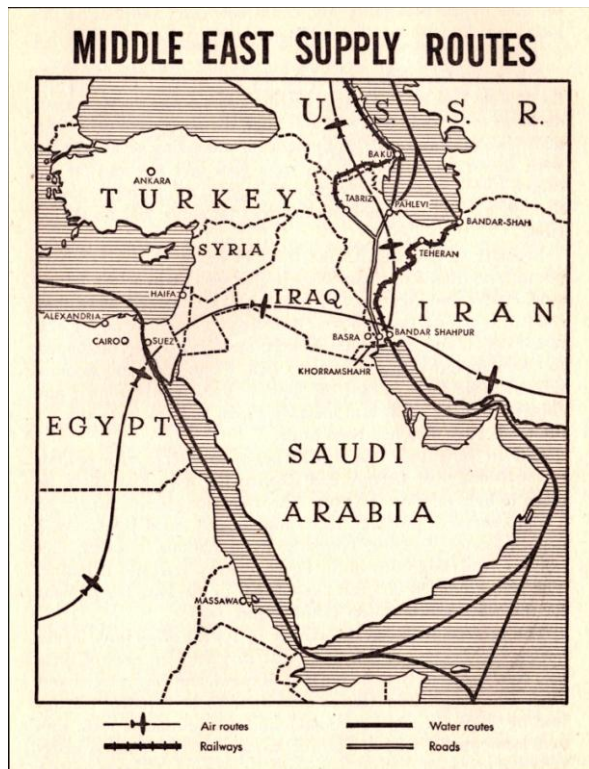 MIDDLE EAST SUPPLY ROUTES
U. S. S. R.
BAKU
ANKARA
TURKEY
TABRIZ
PAHLEVI
BANDAR-SHAH
SYRIA
TEHERAN
HAIFA
IRAQ
IRAN
ALEXANDRIA
CAIRO
SUEZ
BASRA
BANDAR SHAHPUR
KHORRAMSHAHR
EGYPT
SAUDI
ARABIA
MASSAWA
Air routes
Water routes
Railways
Roads